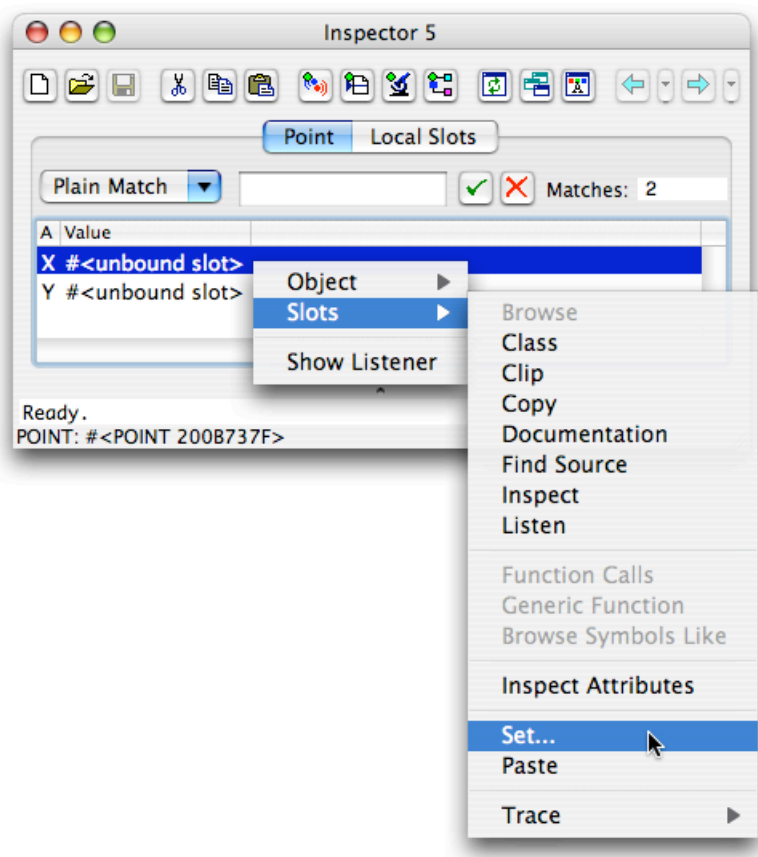 Inspector 5
Point Local Slots
Plain Match Matches: 2
A Value
X #<unbound slot>
Y #<unbound slot>
Object
Slots
Show Listener
Browse
Class
Clip
Copy
Documentation
Find Source
Inspect
Listen
Function Calls
Generic Function
Browse Symbols Like
Inspect Attributes
Set...
Paste
Trace
Ready.
POINT: #<POINT 200B737F>